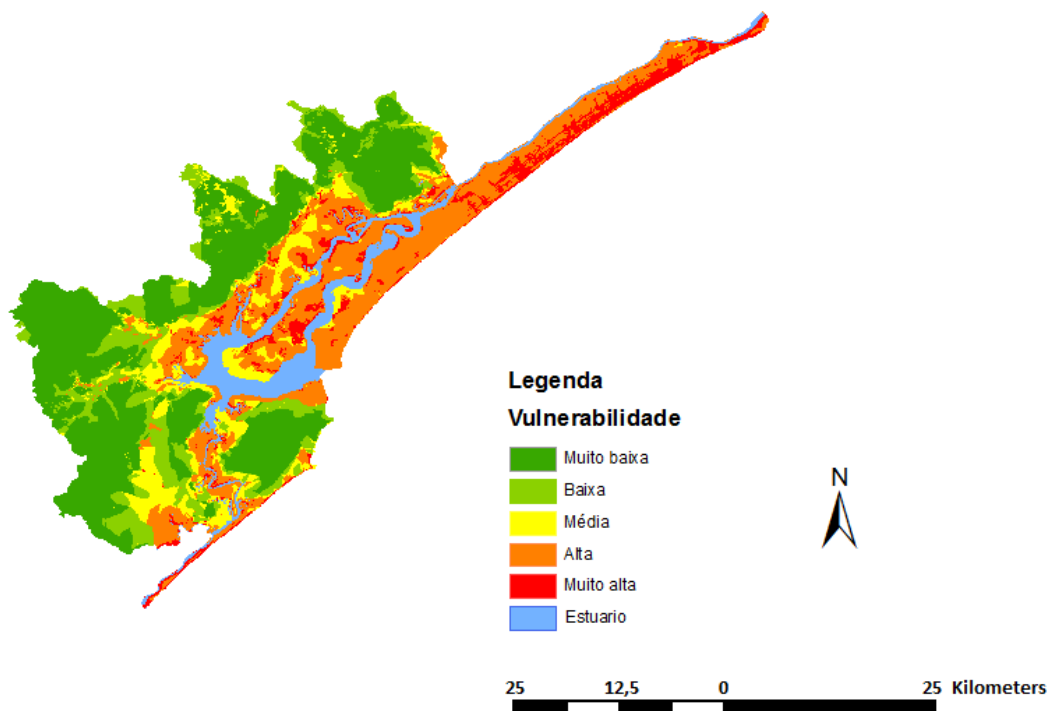 Legenda
Vulnerabilidade
Muito baixa
Baixa
Média
Alta
Muito alta
Estuario
N
25 12,5 0 25 Kilometers